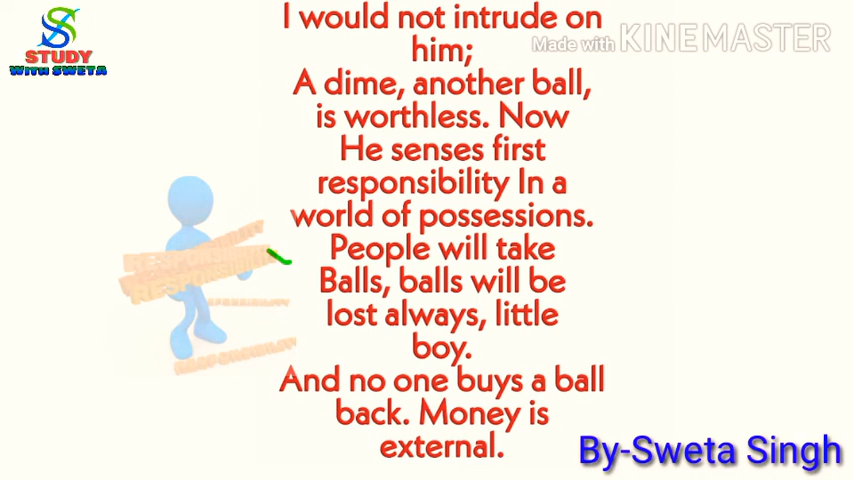 STUDY
WITH SWETA
Made with KINEMASTER
I would not intrude on
him;
A dime, another ball,
is worthless. Now
He senses first
responsibility In a
world of possessions.
People will take
Balls, balls will be
lost always, little
boy.
And no one buys a ball
back. Money is
external.
RESPONSIBILITY
RESPONSIBILITY
By-Sweta Singh